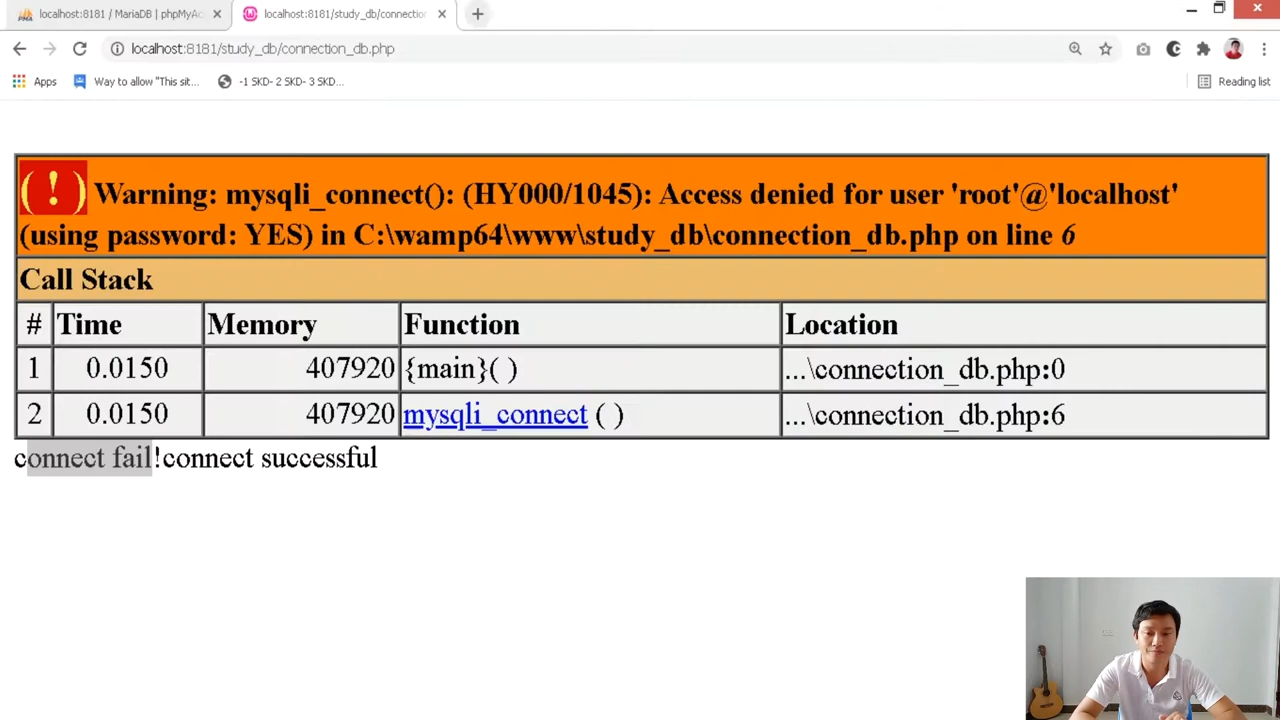 localhost:8181 / MariaDB | phpMyAc
localhost:8181/study_db/connection
localhost:8181/study_db/connection_db.php
Apps
Way to allow "This sit...
-1 SKD- 2 SKD- 3 SKD...
Reading list
(!) Warning: mysqli_connect(): (HY000/1045): Access denied for user 'root'@'localhost'
(using password: YES) in C:\wamp64\www\study_db\connection_db.php on line 6
Call Stack
# Time Memory Function Location
1 0.0150 407920 {main}( ) ...\connection_db.php:0
2 0.0150 407920 mysqli_connect ( ) ...\connection_db.php:6
connect fail!connect successful